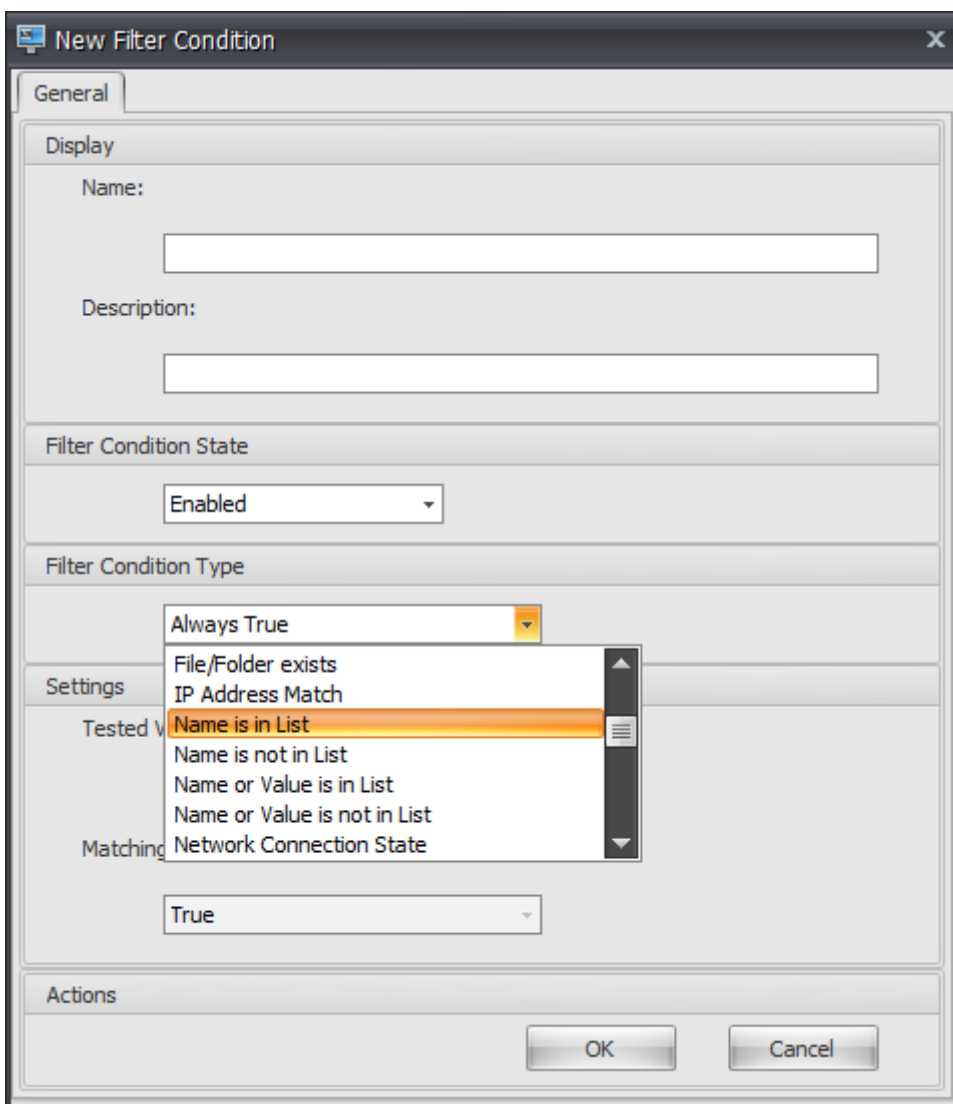 New Filter Condition
General
Display
Name:
Description:
Filter Condition State
Enabled
Filter Condition Type
Always True
File/Folder exists
IP Address Match
Name is in List
Name is not in List
Name or Value is in List
Name or Value is not in List
Network Connection State
Settings
Tested
Matching
True
Actions
OK Cancel